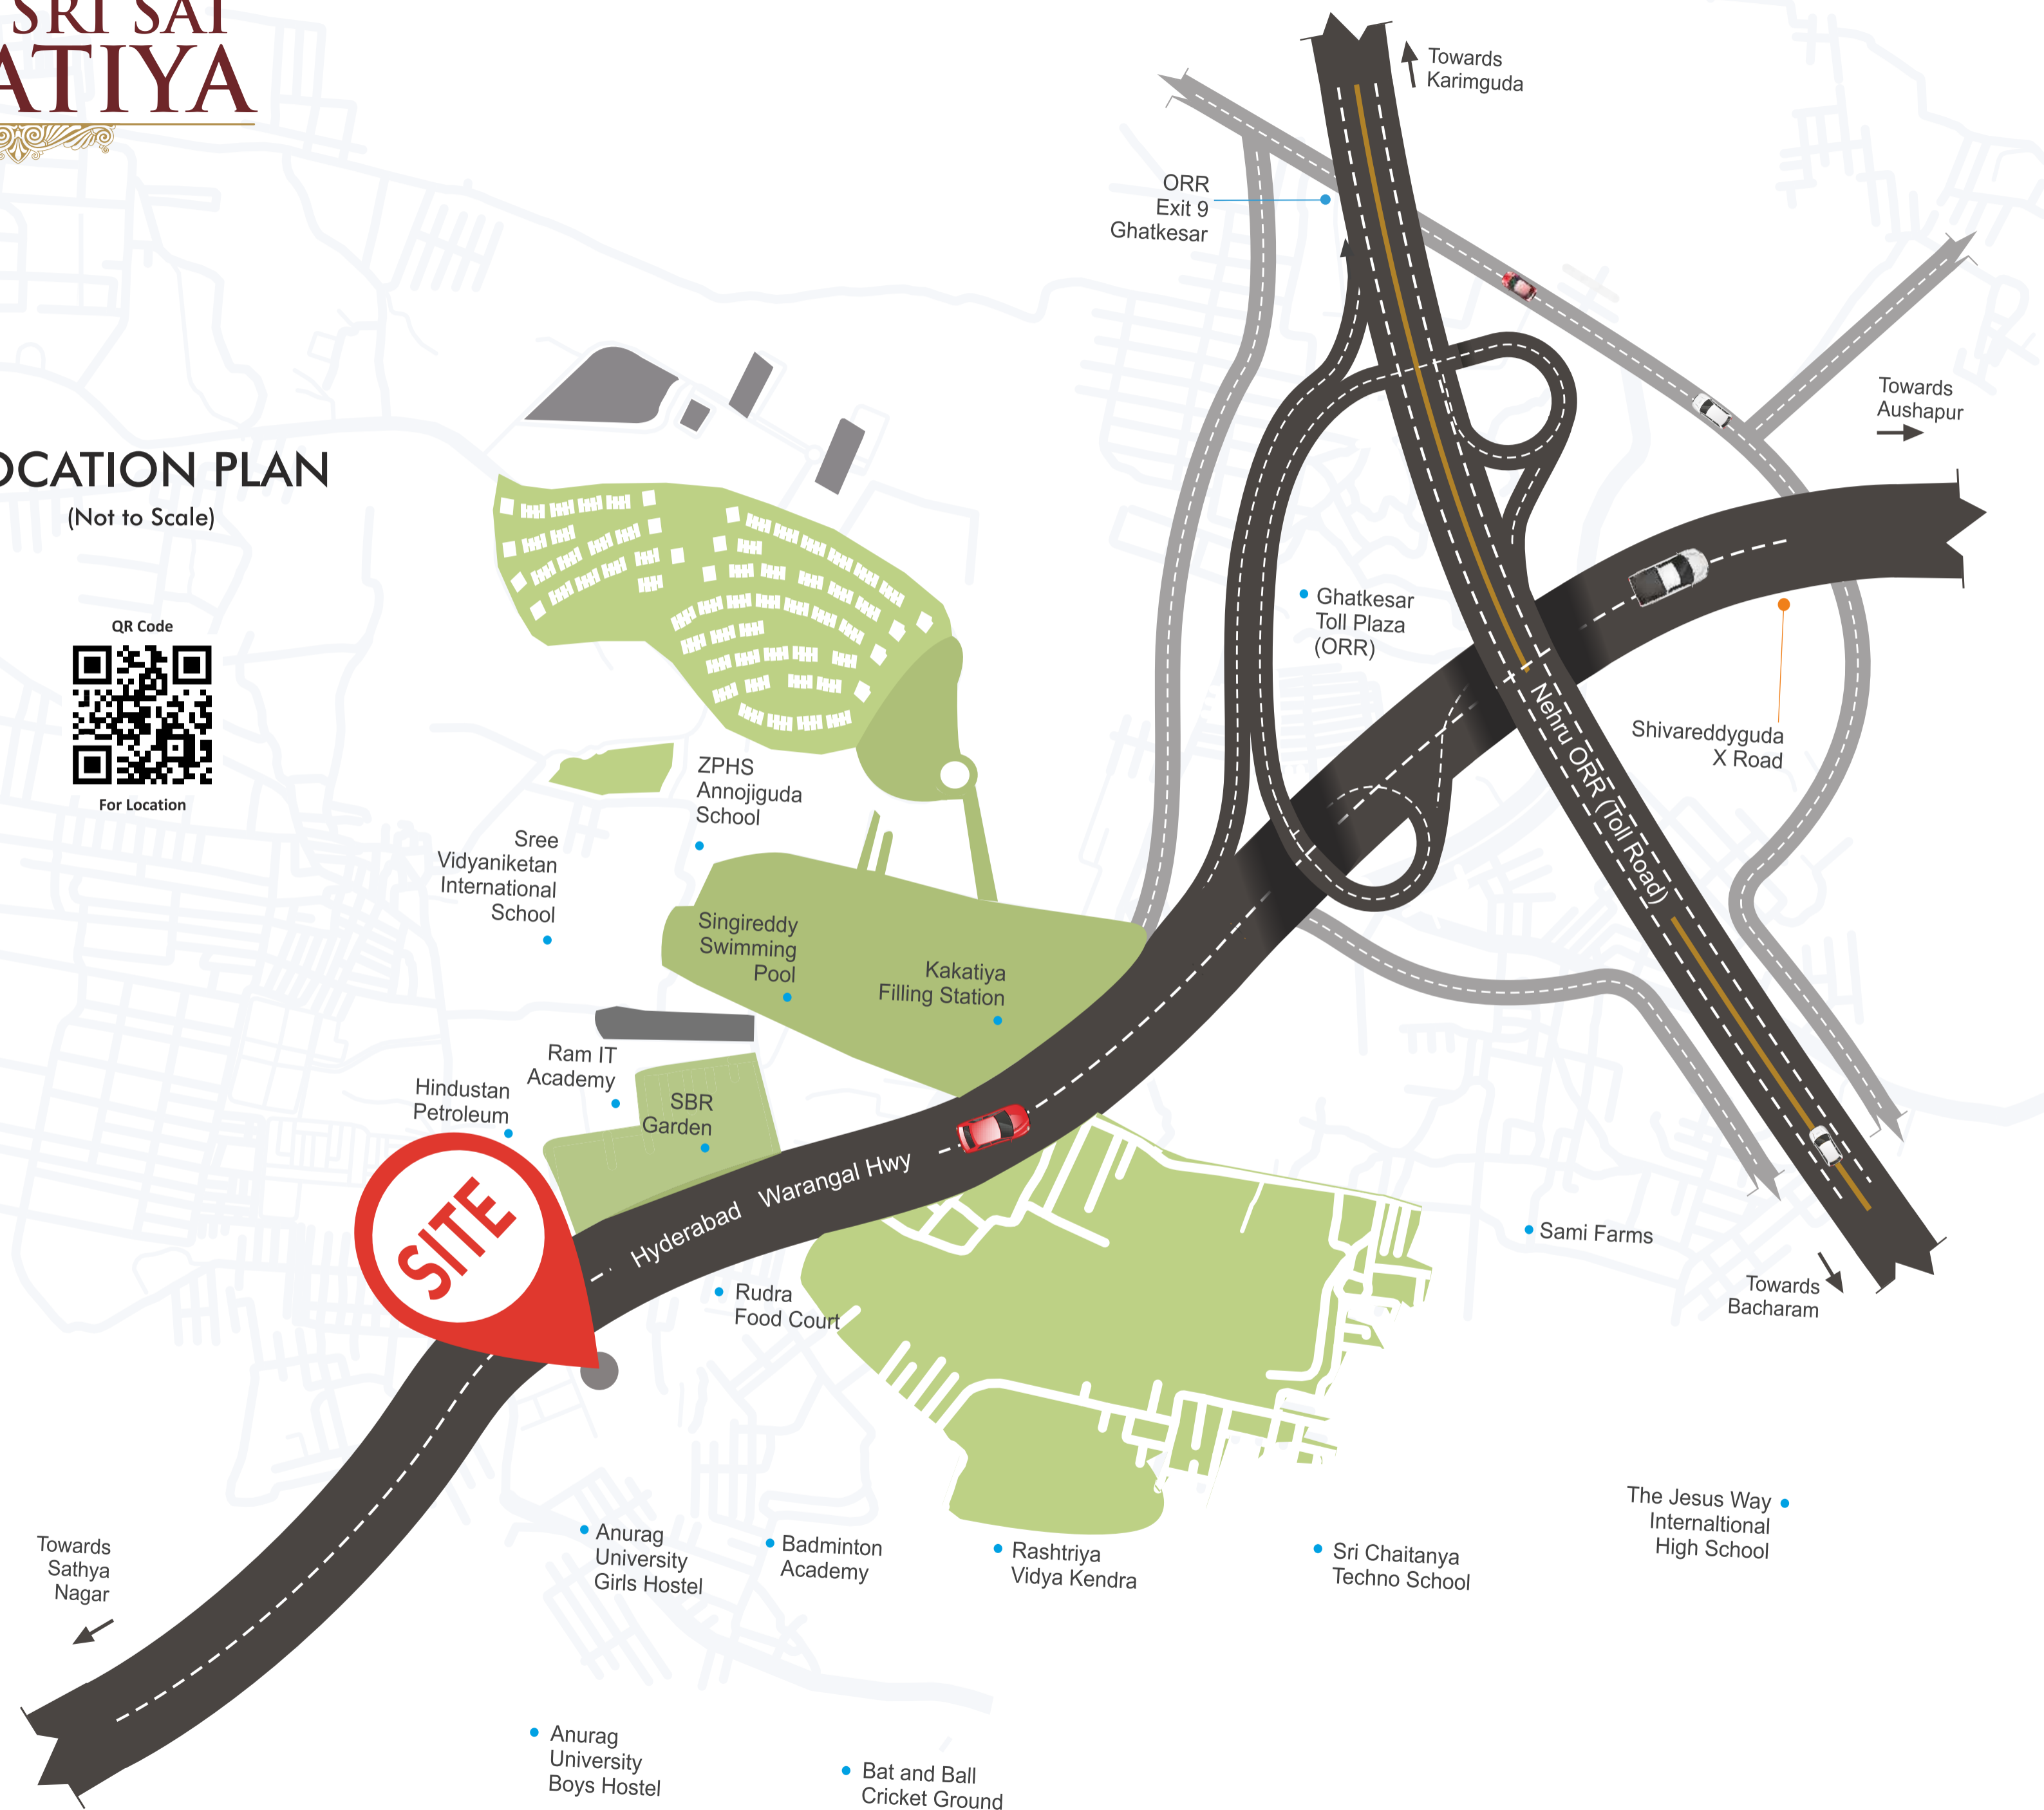 SRI SAI
ATIYA
OCATION PLAN
(Not to Scale)
QR Code
For Location
Towards
Karimguda
ORR
Exit 9
Ghatkesar
Towards
Aushapur
Ghatkesar
Toll Plaza
(ORR)
Nehru ORR (Toll Road)
Shivareddyguda
X Road
ZPHS
Annojiguda
School
Sree
Vidyaniketan
International
School
Singireddy
Swimming
Pool
Kakatiya
Filling Station
Ram IT
Academy
Hindustan
Petroleum
SBR
Garden
SITE
Hyderabad Warangal Hwy
Rudra
Food Court
Sami Farms
Towards
Bacharam
Towards
Sathya
Nagar
Anurag
University
Girls Hostel
Badminton
Academy
Rashtriya
Vidya Kendra
Sri Chaitanya
Techno School
The Jesus Way
Internaltional
High School
Anurag
University
Boys Hostel
Bat and Ball
Cricket Ground